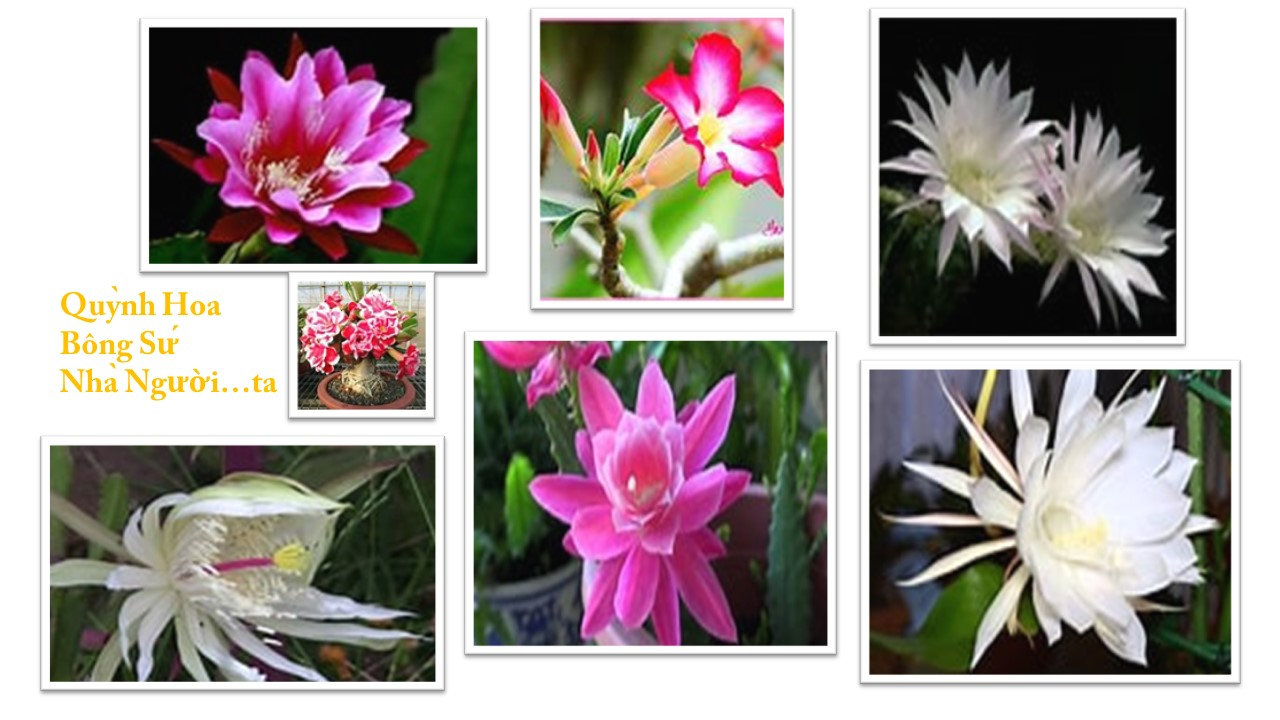 Quỳnh Hoa
Bông Sứ
Nhà Người...ta